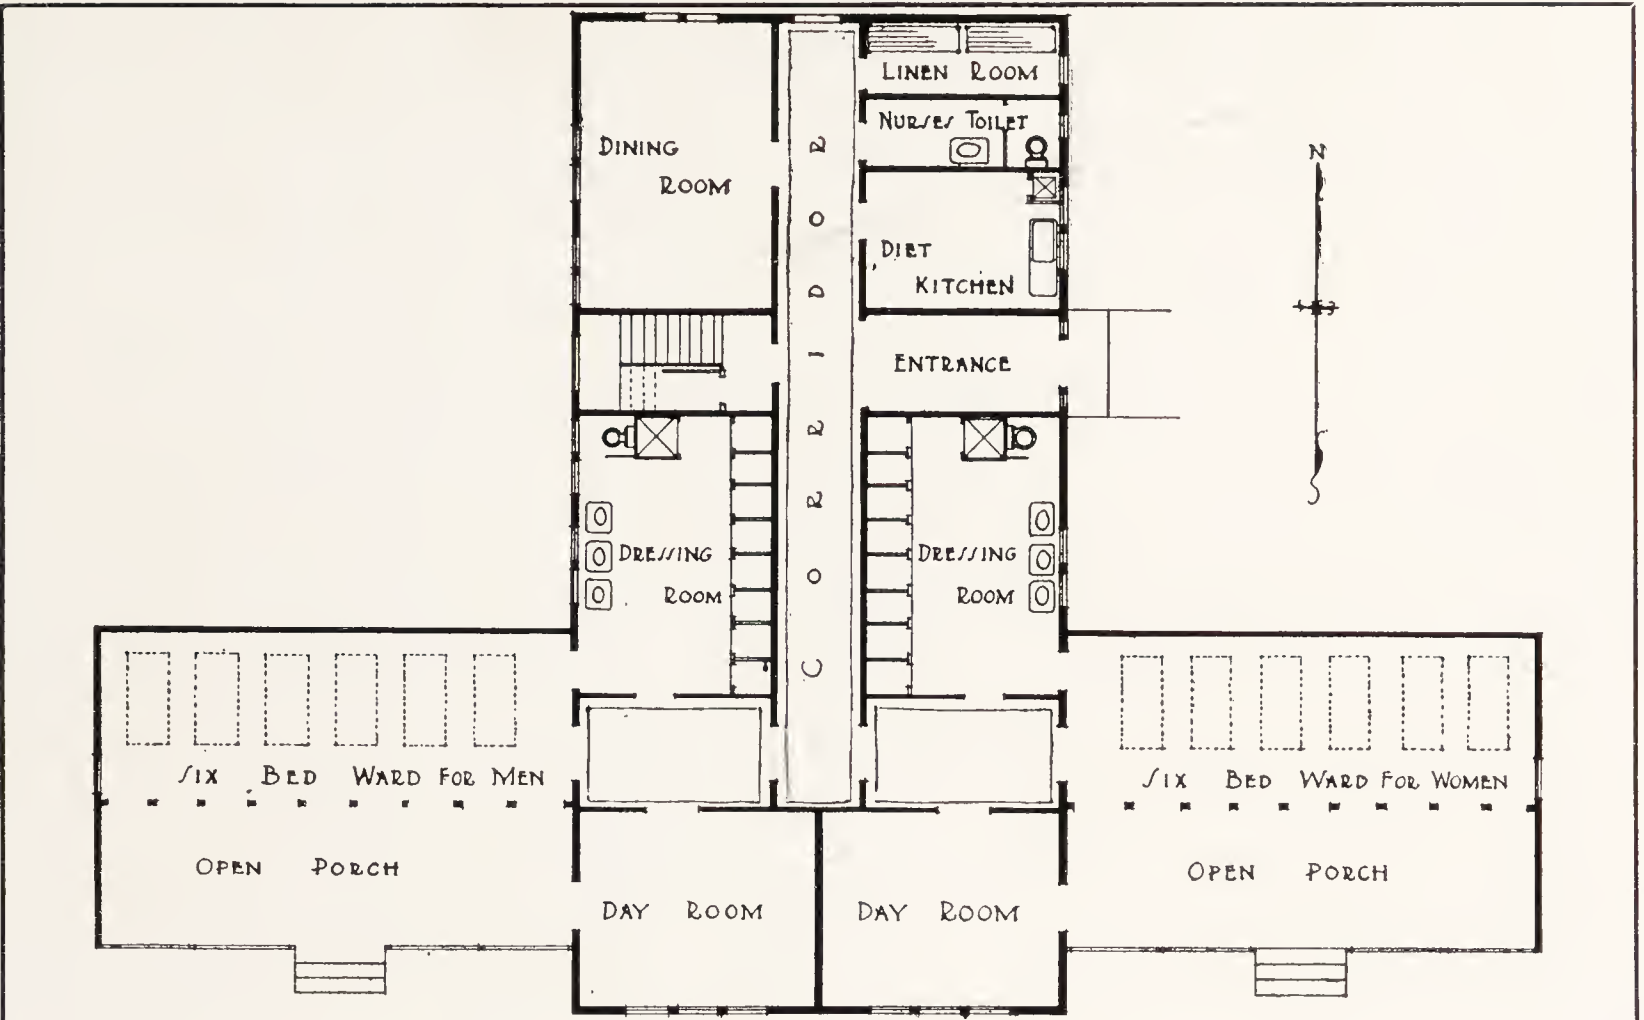 LINEN ROOM
NURSES TOILET
DINING
ROOM
DIET
KITCHEN
N
S
ENTRANCE
CORRIDOR
DRESSING
ROOM
DRESSING
ROOM
SIX BED WARD FOR MEN
SIX BED WARD FOR WOMEN
OPEN PORCH
OPEN PORCH
DAY ROOM
DAY ROOM